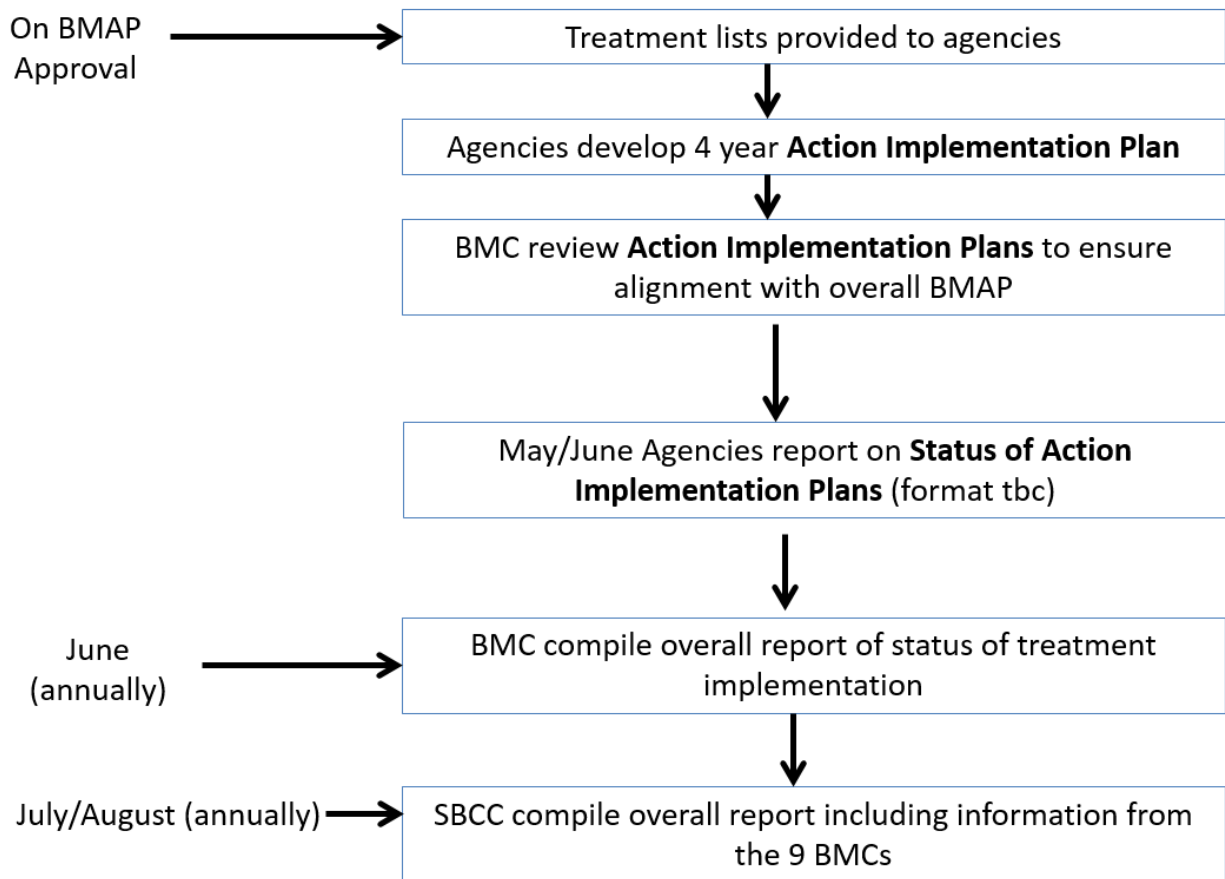 On BMAP
Approval
Treatment lists provided to agencies
Agencies develop 4 year Action Implementation Plan
BMC review Action Implementation Plans to ensure
alignment with overall BMAP
May/June Agencies report on Status of Action
Implementation Plans (format tbc)
June
(annually)
BMC compile overall report of status of treatment
implementation
July/August (annually)
SBCC compile overall report including information from
the 9 BMCs